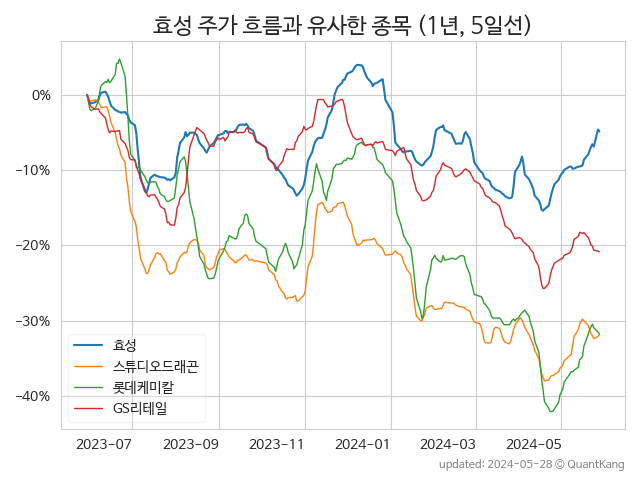 효성 주가 흐름과 유사한 종목 (1년, 5일선)
0%
−10%
−20%
−30%
−40%
효성
스튜디오드래곤
롯데케미칼
GS리테일
2023-07
2023-09
2023-11
2024-01
2024-03
2024-05
updated: 2024-05-28 © QuantKang